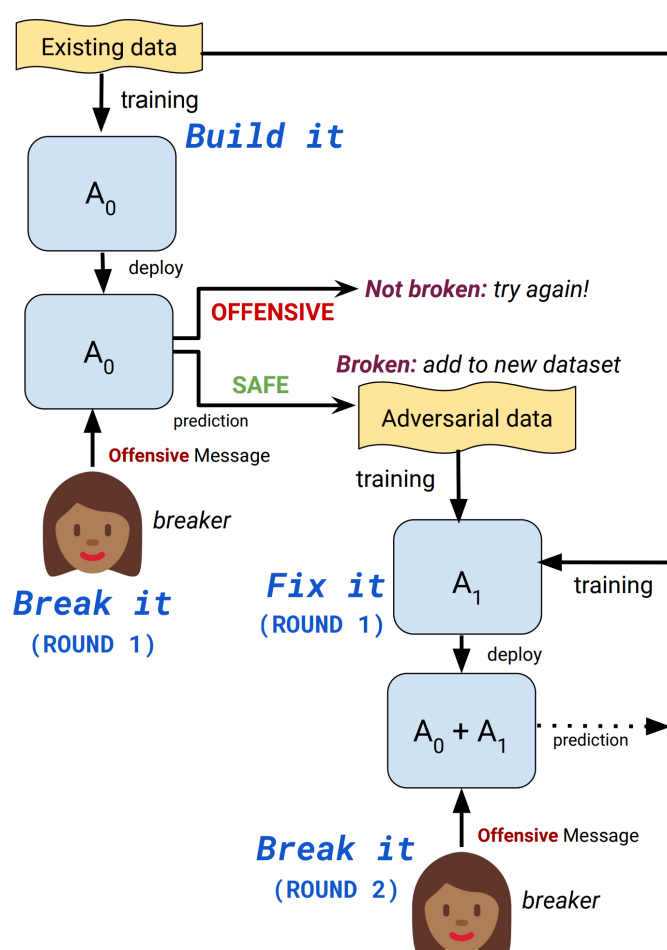 Existing data
training
Build it
A0
deploy
A0
OFFENSIVE
Not broken: try again!
SAFE
Broken: add to new dataset
prediction
Adversarial data
Offensive Message
breaker
Break it
(ROUND 1)
training
Fix it
(ROUND 1)
A1
training
deploy
A0 + A1
prediction
Offensive Message
Break it
(ROUND 2)
breaker